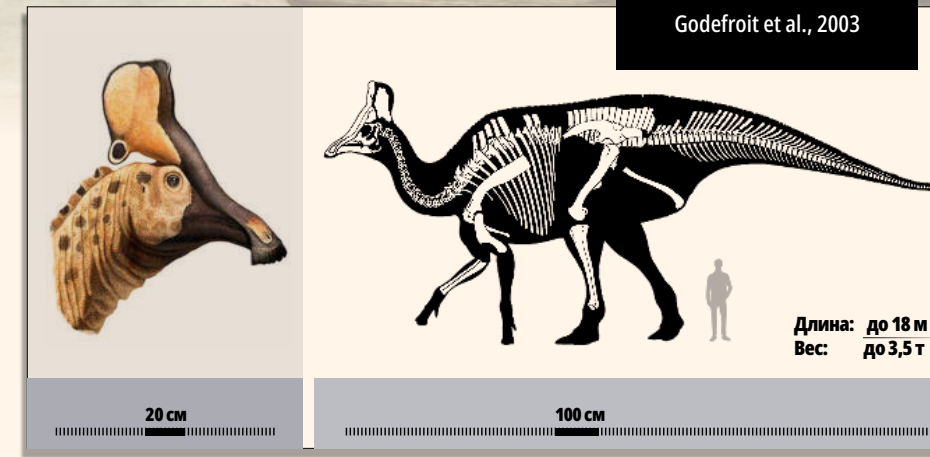 Godefroit et al., 2003
Длина: до 18 м
Вес: до 3,5 т
20 см
100 см